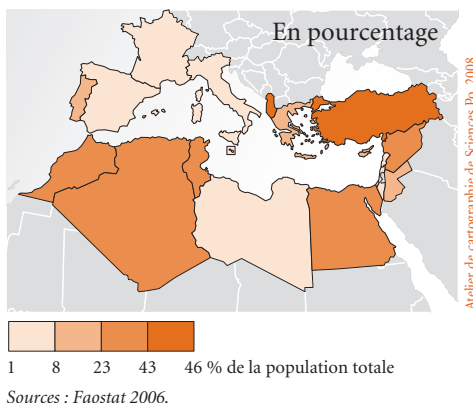 En pourcentage
Atelier de cartographie de Sciences Po, 2008
1 8 23 43 46 % de la population totale
Sources : Faostat 2006.